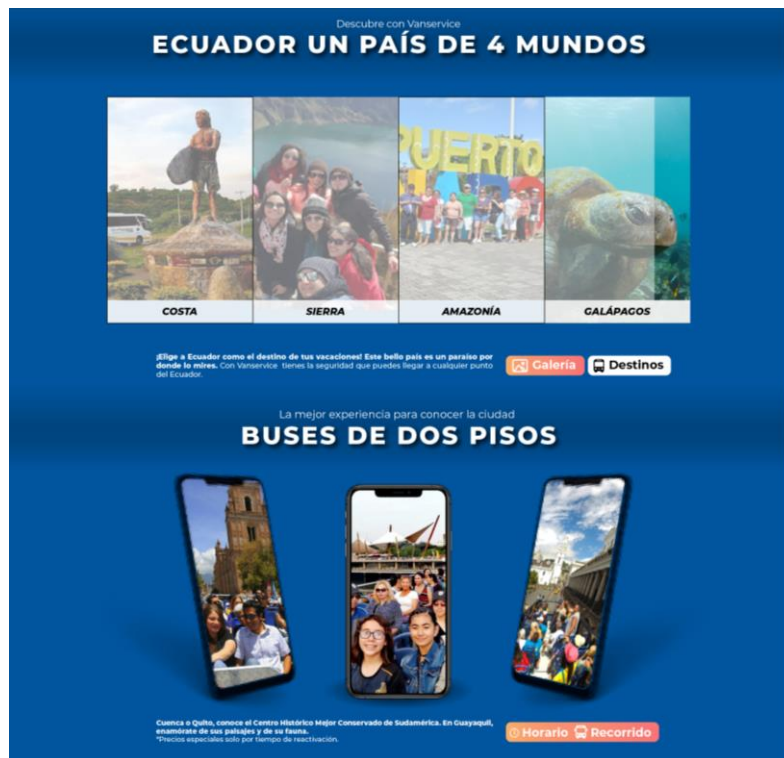 Descubre con Vanservice
ECUADOR UN PAÍS DE 4 MUNDOS
PUERTO
COSTA
SIERRA
AMAZONÍA
GALÁPAGOS
¡Elige a Ecuador como el destino de tus vacaciones! Este bello país es un paraíso por
donde lo mires. Con Vanservice tienes la seguridad que puedes llegar a cualquier punto
del Ecuador.
Galería
Destinos
La mejor experiencia para conocer la ciudad
BUSES DE DOS PISOS
Cuenca o Quito, conoce el Centro Histórico Mejor Conservado de Sudamérica. En Guayaquil,
enamórate de sus paisajes y de su fauna.
*Precios especiales solo por tiempo de reactivación.
Horario
Recorrido